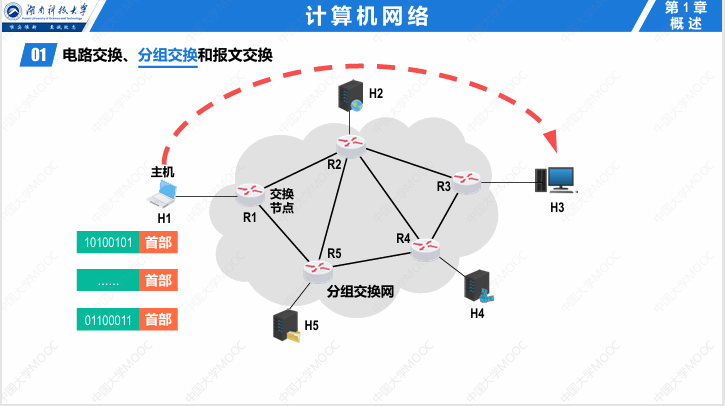 湖南科技大学
计算机网络
第1章
概述
01 电路交换、分组交换和报文交换
H2
R2
主机
H1
R1
交换
节点
R3
H3
R4
R5
分组交换网
H4
H5
10100101 首部
…… 首部
01100011 首部
中国大学MOOC